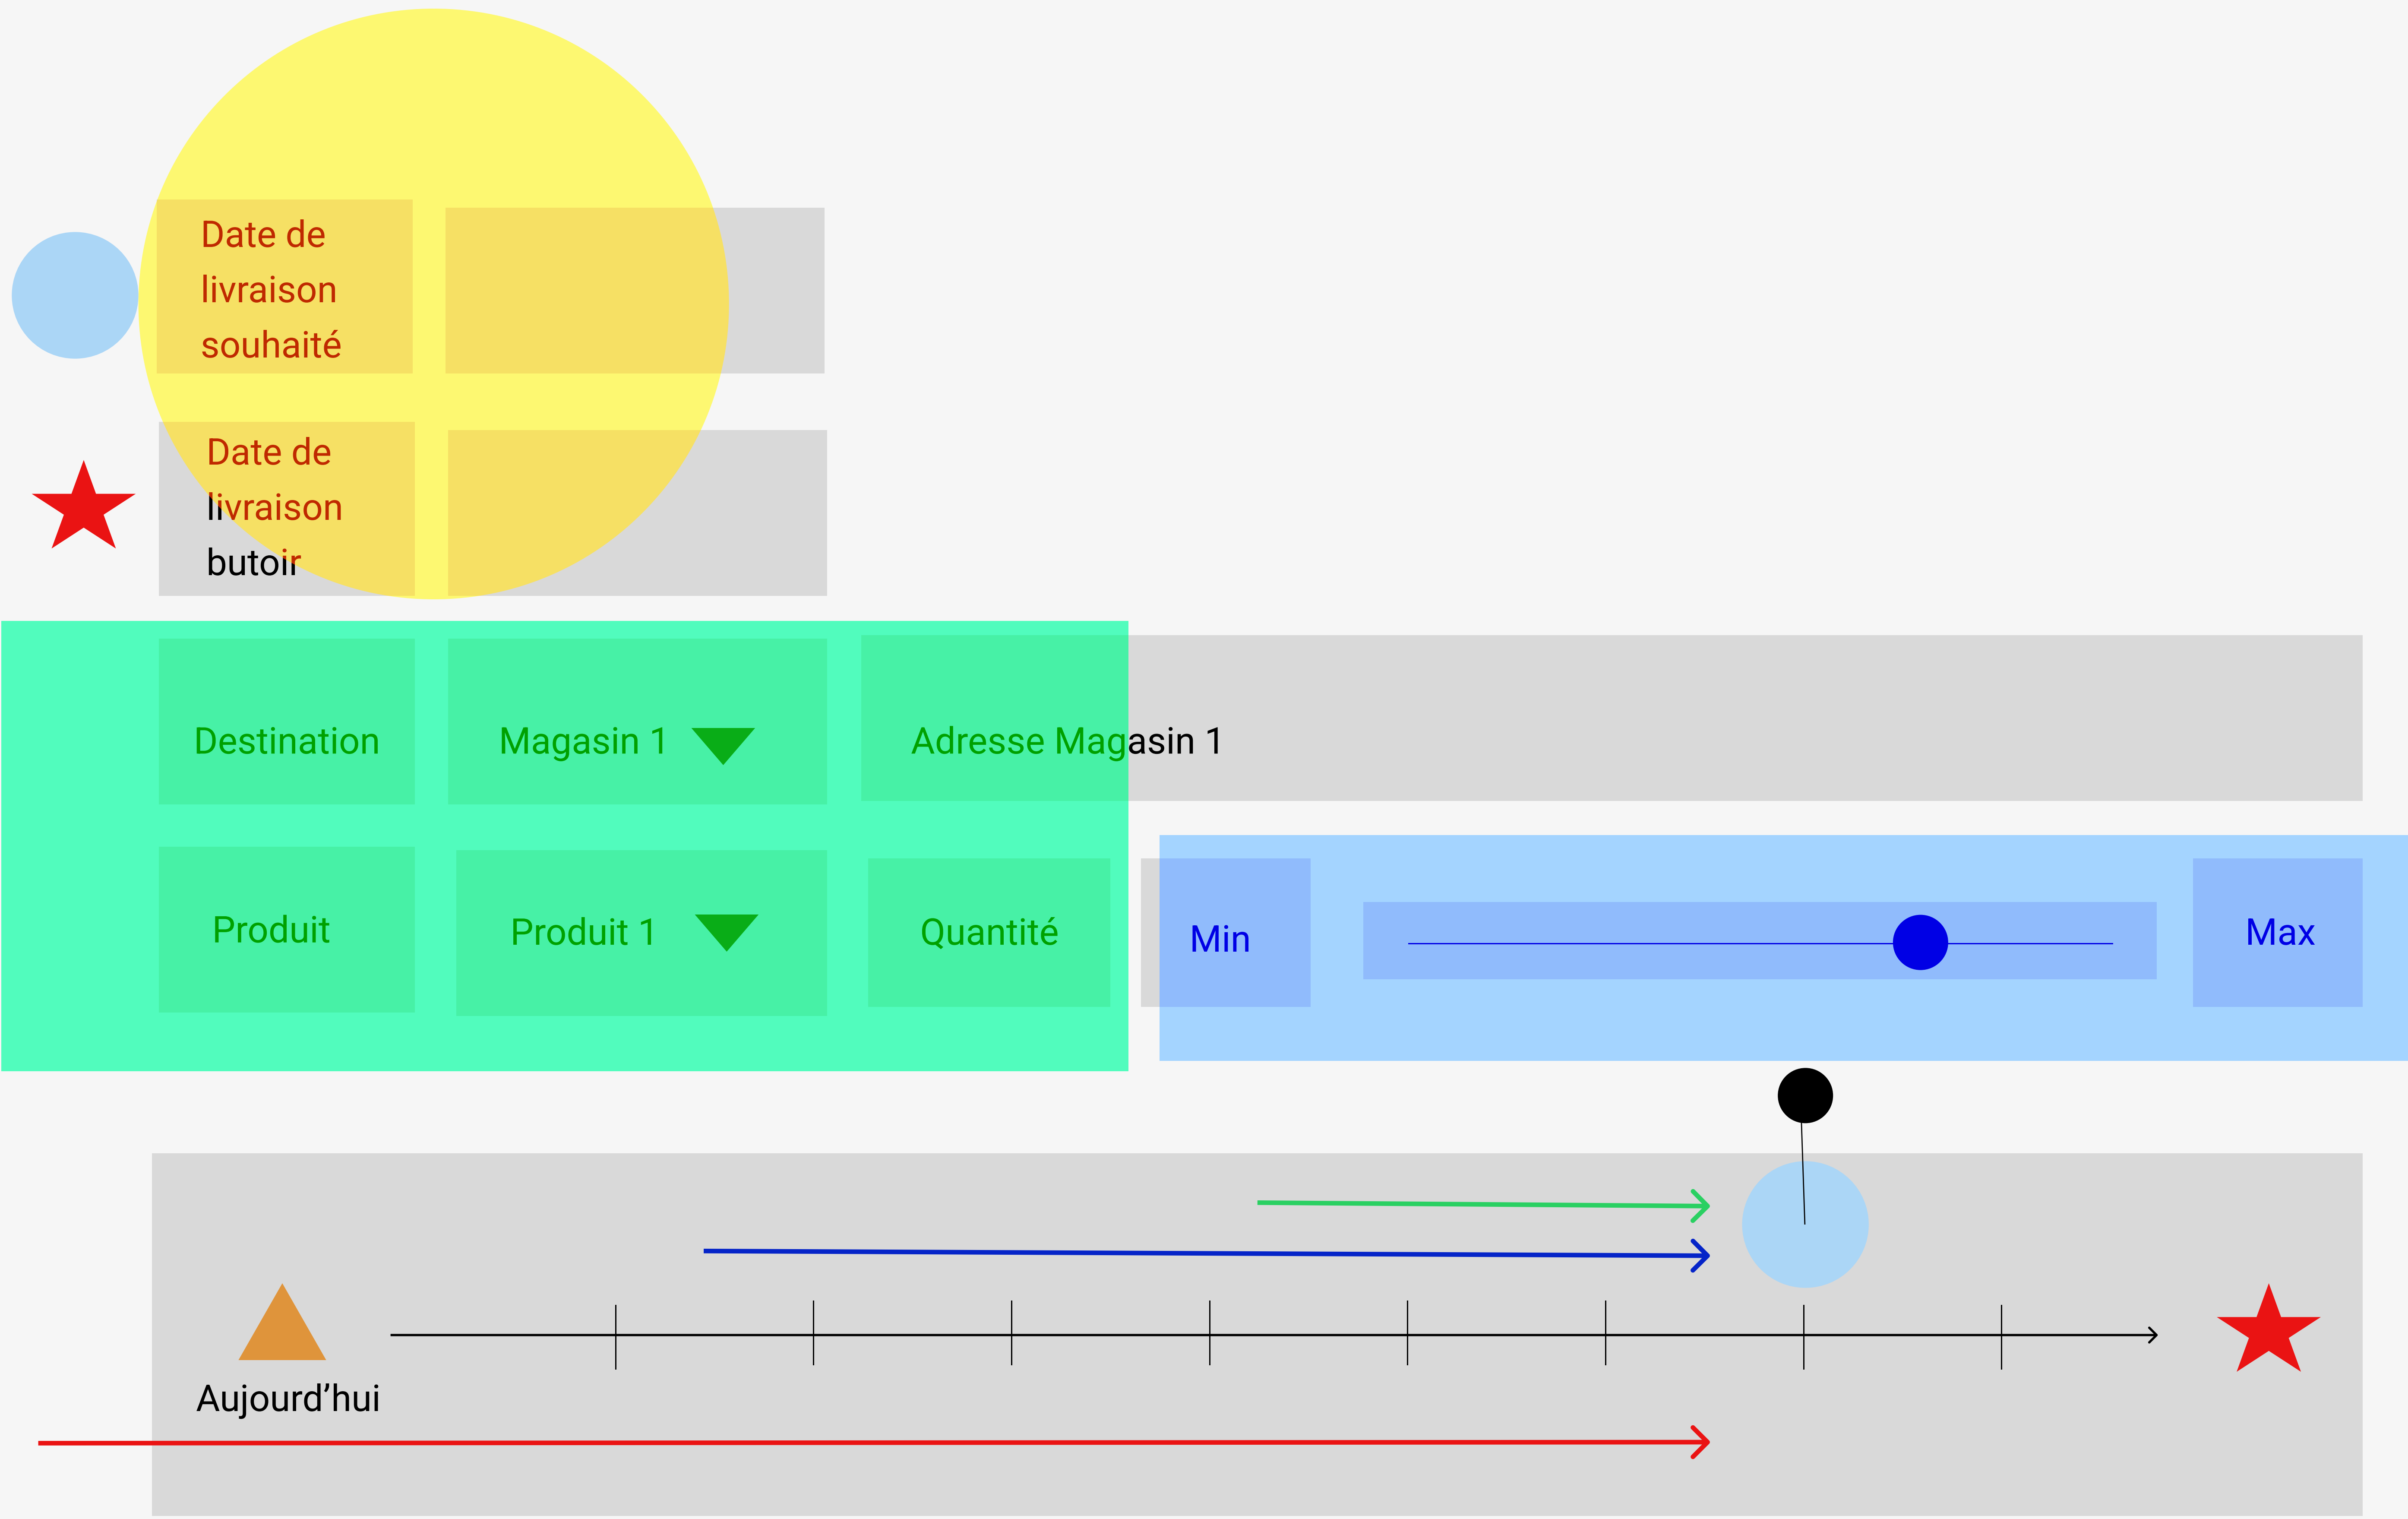 Date de
livraison
souhaité
Date de
livraison
butoir
Destination
Magasin 1
Adresse Magasin 1
Produit
Produit 1
Quantité
Min
Max
Aujourd’hui